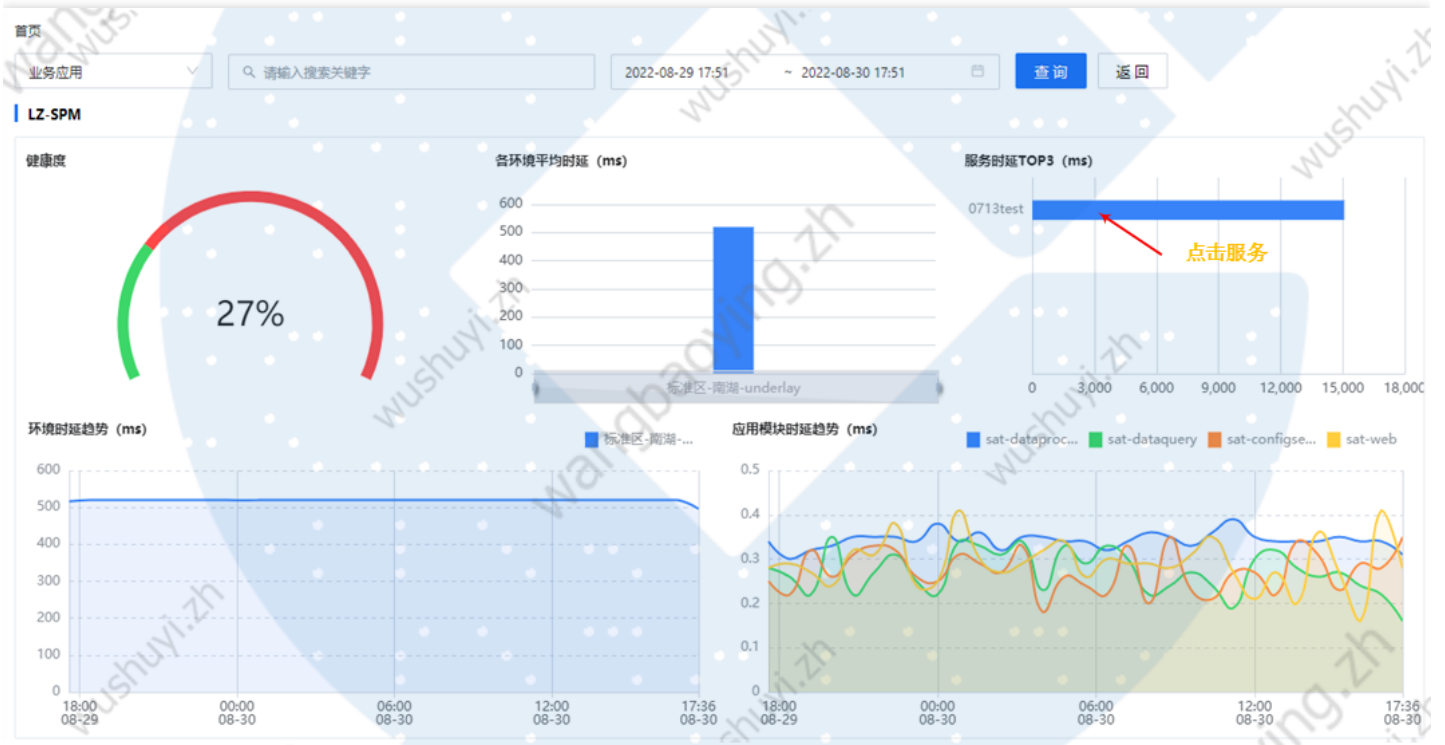 首页
业务应用
请输入搜索关键字
2022-08-29 17:51 ~ 2022-08-30 17:51
查 询
返 回
LZ-SPM
健康度
27%
各环境平均时延（ms）
600
500
400
300
200
100
0
标准区-南湖-underlay
服务时延TOP3（ms）
0713test
点击服务
0 3,000 6,000 9,000 12,000 15,000 18,000
环境时延趋势（ms）
标准区-南湖-...
600
500
400
300
200
100
0
18:00 00:00 06:00 12:00 17:36
08-29 08-30 08-30 08-30 08-30
应用模块时延趋势（ms）
sat-dataproc... sat-dataquery sat-configse... sat-web
0.5
0.4
0.3
0.2
0.1
0
18:00 00:00 06:00 12:00 17:36
08-29 08-30 08-30 08-30 08-30
wangbaoying.zh
wushuyi.zh